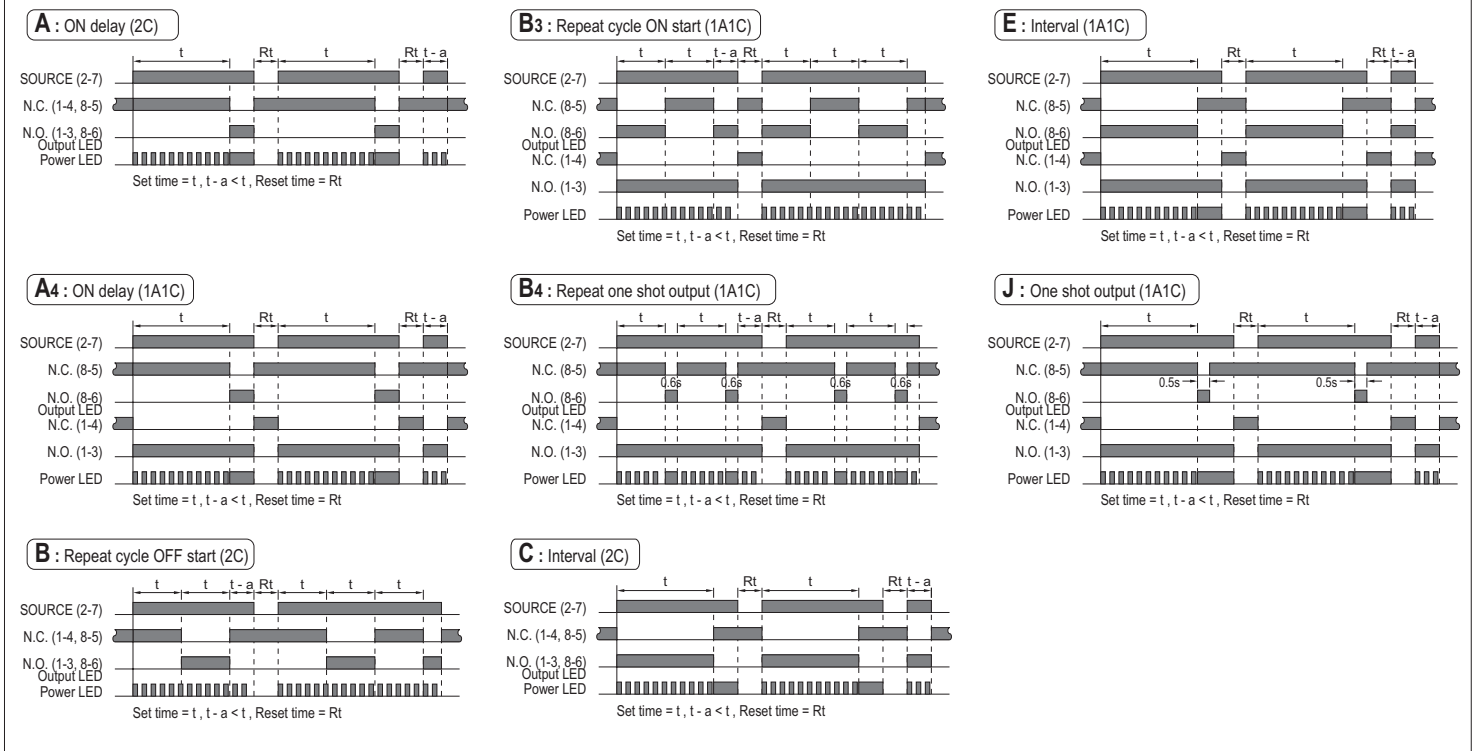 A : ON delay (2C)
t Rt t Rt t - a
SOURCE (2-7)
N.C. (1-4, 8-5)
N.O. (1-3, 8-6)
Output LED
Power LED
Set time = t , t - a < t , Reset time = Rt
B3 : Repeat cycle ON start (1A1C)
t t t - a Rt t t t
SOURCE (2-7)
N.C. (8-5)
N.O. (8-6)
Output LED
N.C. (1-4)
N.O. (1-3)
Power LED
Set time = t , t - a < t , Reset time = Rt
E : Interval (1A1C)
t Rt t Rt t - a
SOURCE (2-7)
N.C. (8-5)
N.O. (8-6)
Output LED
N.C. (1-4)
N.O. (1-3)
Power LED
Set time = t , t - a < t , Reset time = Rt
A4 : ON delay (1A1C)
t Rt t Rt t - a
SOURCE (2-7)
N.C. (8-5)
N.O. (8-6)
Output LED
N.C. (1-4)
N.O. (1-3)
Power LED
Set time = t , t - a < t , Reset time = Rt
B4 : Repeat one shot output (1A1C)
t t t - a Rt t t
SOURCE (2-7)
N.C. (8-5)
0.6s 0.6s 0.6s 0.6s
N.O. (8-6)
Output LED
N.C. (1-4)
N.O. (1-3)
Power LED
Set time = t , t - a < t , Reset time = Rt
J : One shot output (1A1C)
t Rt t Rt t - a
SOURCE (2-7)
N.C. (8-5)
0.5s 0.5s
N.O. (8-6)
Output LED
N.C. (1-4)
N.O. (1-3)
Power LED
Set time = t , t - a < t , Reset time = Rt
B : Repeat cycle OFF start (2C)
t t t - a Rt t t t
SOURCE (2-7)
N.C. (1-4, 8-5)
N.O. (1-3, 8-6)
Output LED
Power LED
Set time = t , t - a < t , Reset time = Rt
C : Interval (2C)
t Rt t Rt t - a
SOURCE (2-7)
N.C. (1-4, 8-5)
N.O. (1-3, 8-6)
Output LED
Power LED
Set time = t , t - a < t , Reset time = Rt